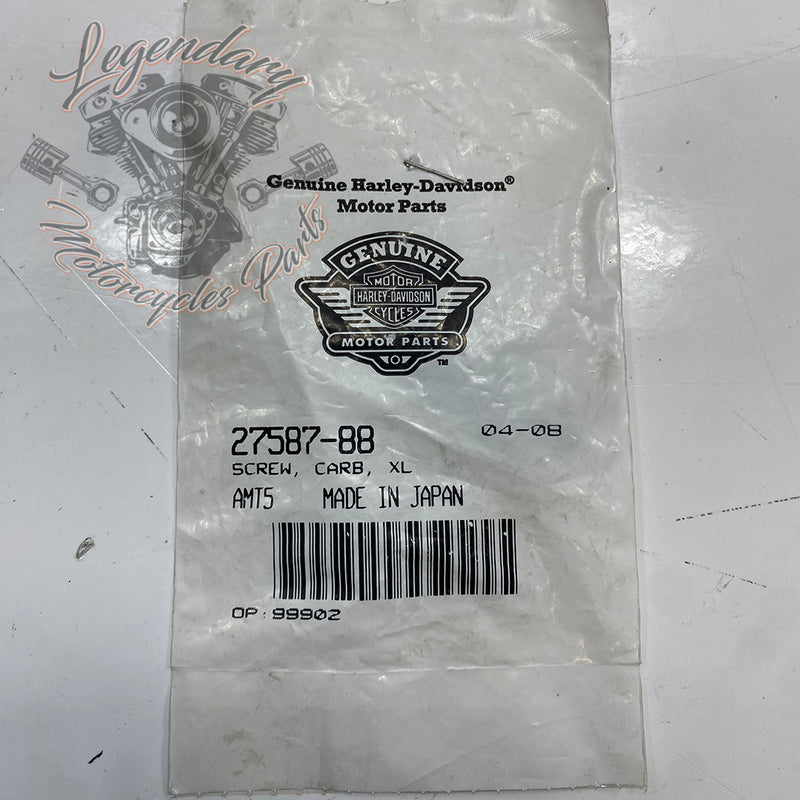 Legendary
Motorcycles Parts
Genuine Harley-Davidson®
Motor Parts
GENUINE
MOTOR
HARLEY-DAVIDSON
CYCLES
MOTOR PARTS
TM
27587-88 04-08
SCREW, CARB, XL
AMT5 MADE IN JAPAN
OP:99902